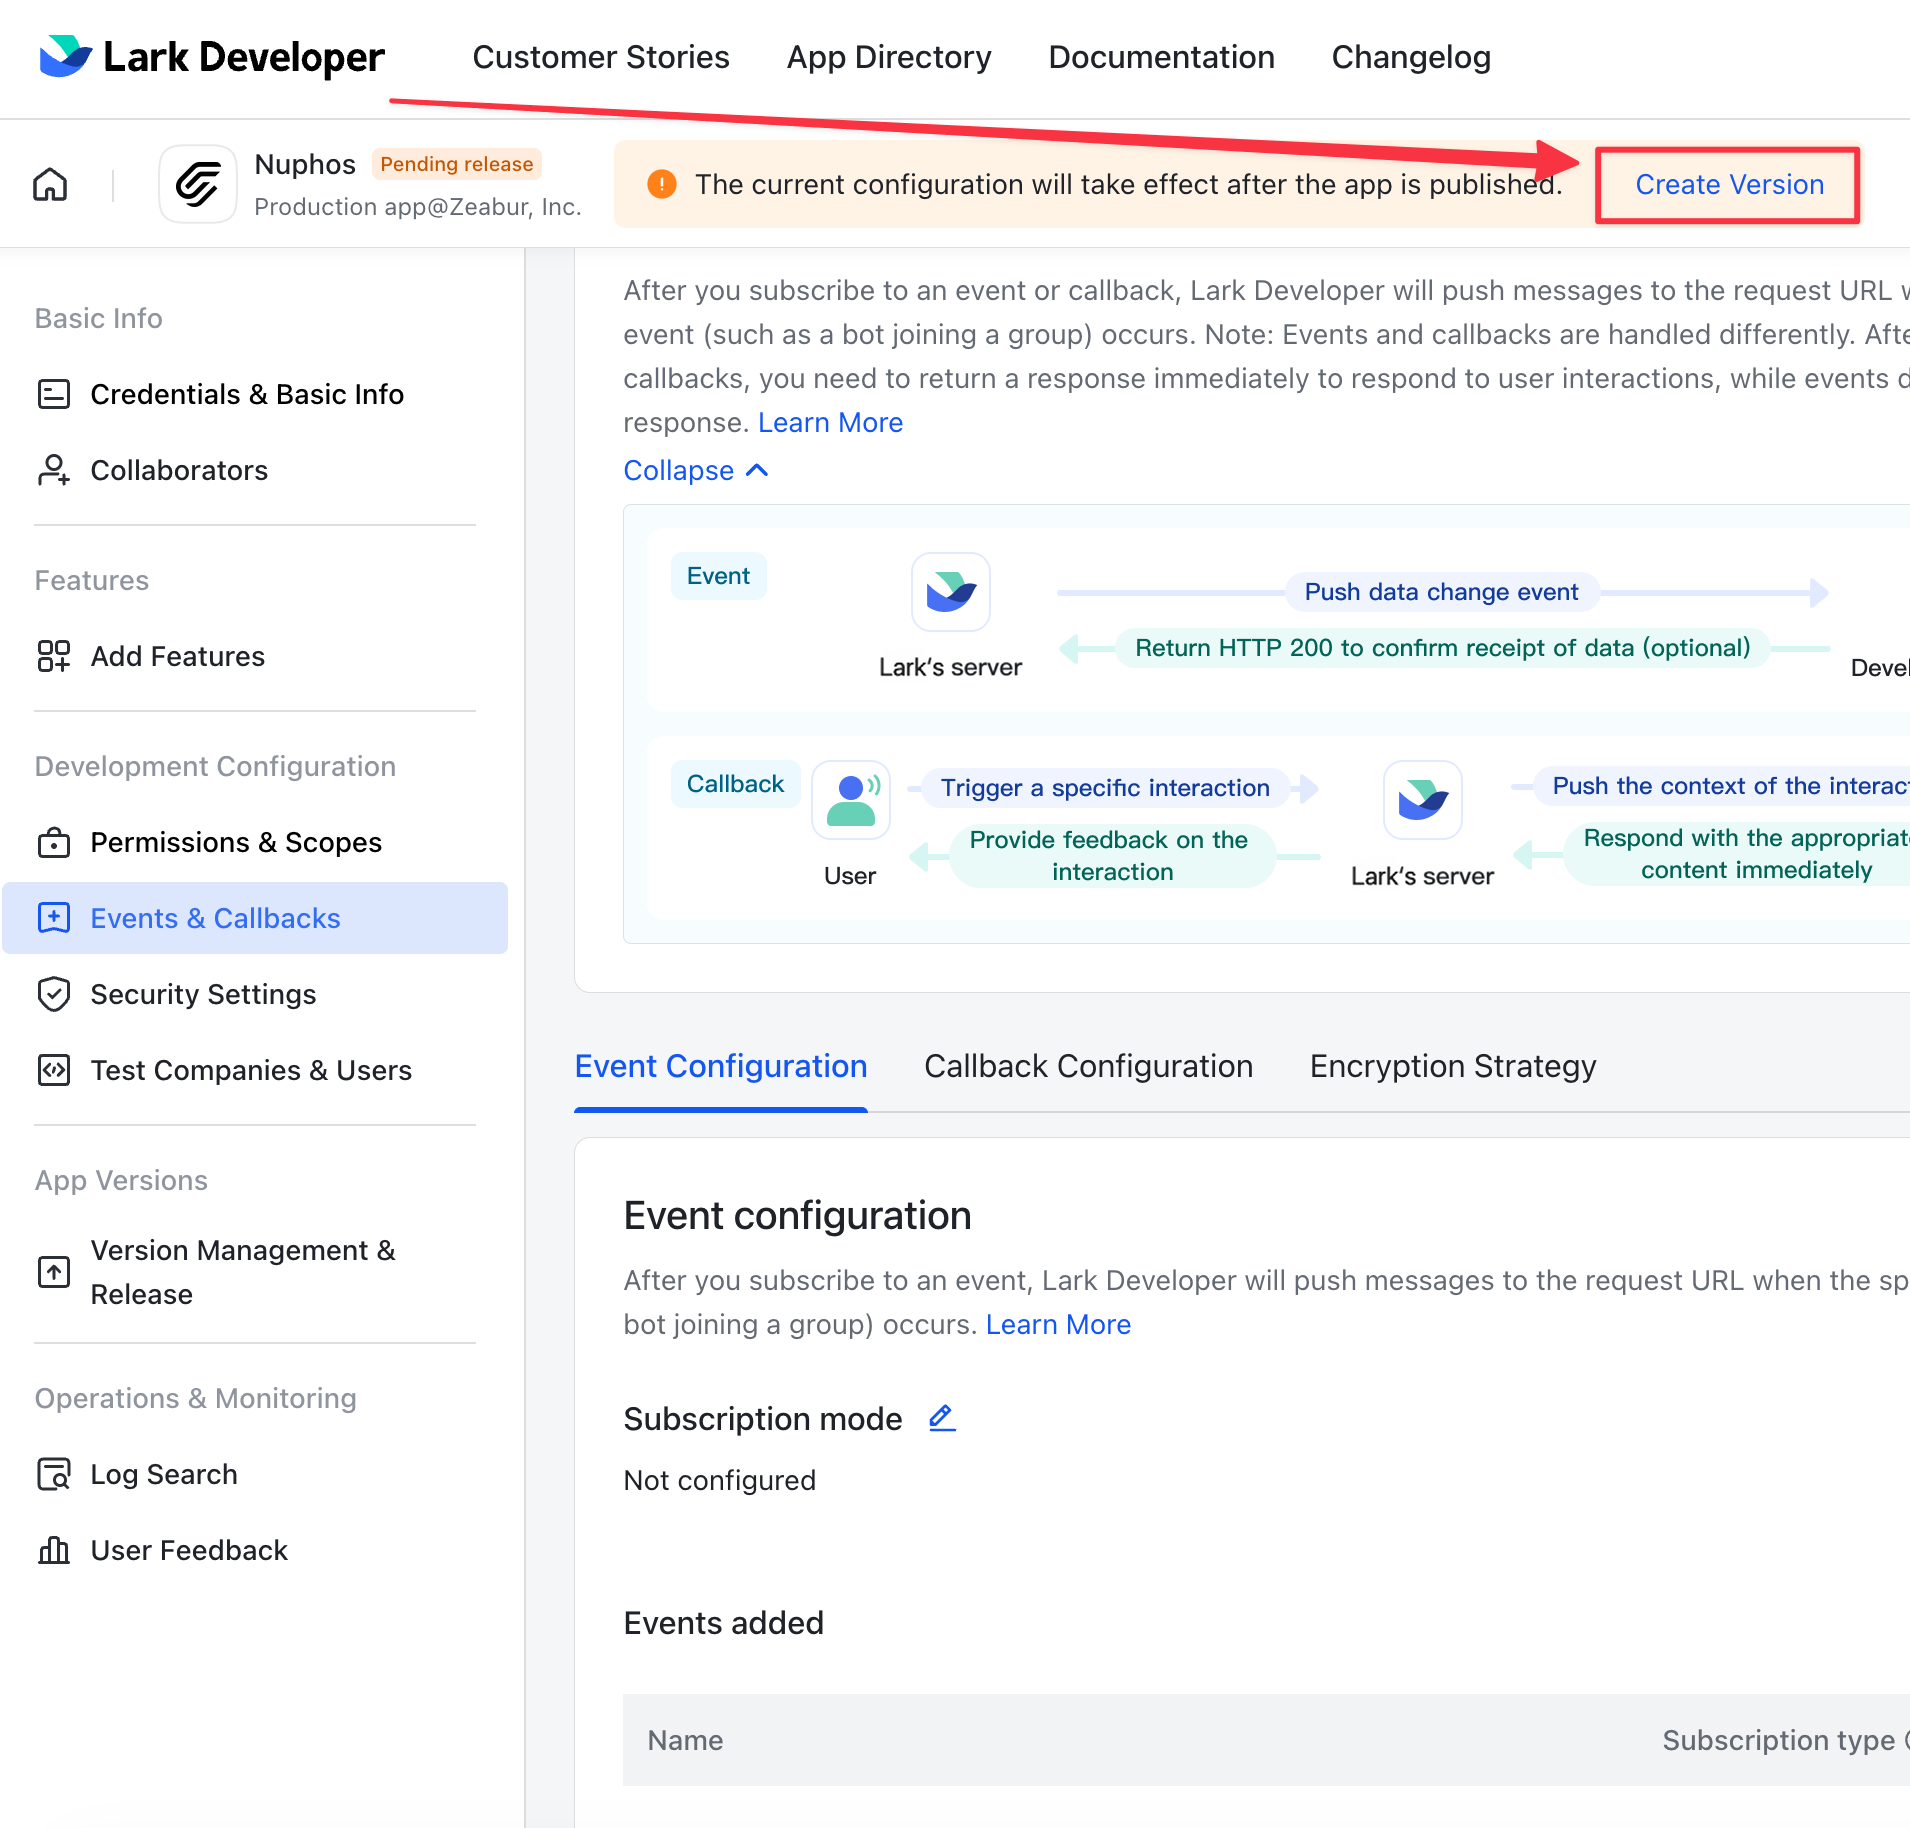 Lark Developer
Customer Stories
App Directory
Documentation
Changelog
Nuphos
Pending release
Production app@Zeabur, Inc.
The current configuration will take effect after the app is published.
Create Version
Basic Info
Credentials & Basic Info
Collaborators
Features
Add Features
Development Configuration
Permissions & Scopes
Events & Callbacks
Security Settings
Test Companies & Users
App Versions
Version Management &
Release
Operations & Monitoring
Log Search
User Feedback
After you subscribe to an event or callback, Lark Developer will push messages to the request URL
event (such as a bot joining a group) occurs. Note: Events and callbacks are handled differently.
callbacks, you need to return a response immediately to respond to user interactions, while events
response. Learn More
Collapse
Event
Lark's server
Push data change event
Return HTTP 200 to confirm receipt of data (optional)
Callback
User
Trigger a specific interaction
Provide feedback on the
interaction
Lark's server
Push the context of the
Respond with the
content immediately
Event Configuration
Callback Configuration
Encryption Strategy
Event configuration
After you subscribe to an event, Lark Developer will push messages to the request URL when the
bot joining a group) occurs. Learn More
Subscription mode
Not configured
Events added
Name
Subscription type